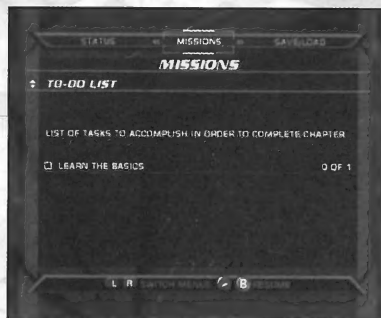 STATUS MISSIONS SAVE/LOAD
MISSIONS
TO-DO LIST
LIST OF TASKS TO ACCOMPLISH IN ORDER TO COMPLETE CHAPTER
LEARN THE BASICS 0 OF 1
L R SWITCH MENUS B RESUME